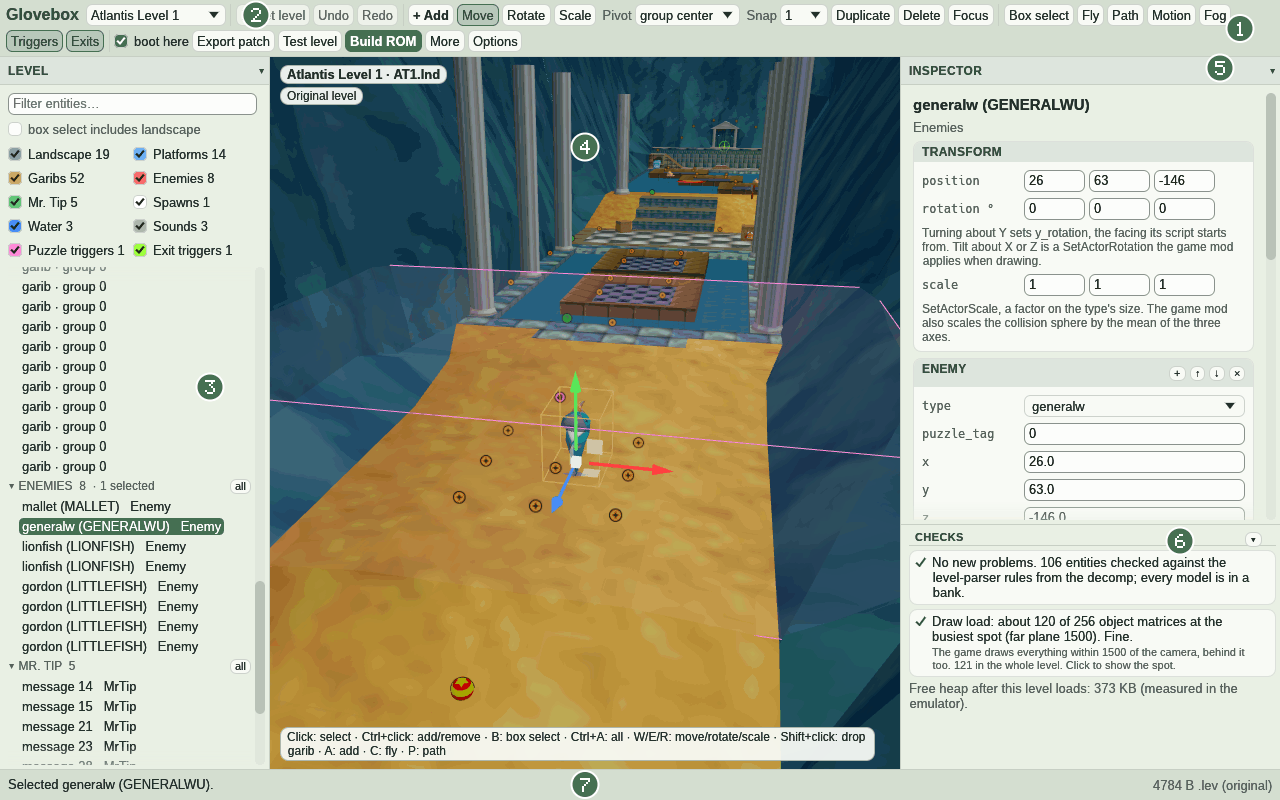 Glovebox Atlantis Level 1 2 t level Undo Redo + Add Move Rotate Scale Pivot group center Snap 1 Duplicate Delete Focus Box select Fly Path Motion Fog 1
Triggers Exits boot here Export patch Test level Build ROM More Options
LEVEL
Filter entities…
box select includes landscape
Landscape 19 Platforms 14
Garibs 52 Enemies 8
Mr. Tip 5 Spawns 1
Water 3 Sounds 3
Puzzle triggers 1 Exit triggers 1
garib · group 0
garib · group 0
garib · group 0
garib · group 0
garib · group 0
garib · group 0
3
garib · group 0
garib · group 0
garib · group 0
garib · group 0
garib · group 0
ENEMIES 8 · 1 selected all
mallet (MALLET) Enemy
generalw (GENERALWU) Enemy
lionfish (LIONFISH) Enemy
lionfish (LIONFISH) Enemy
gordon (LITTLEFISH) Enemy
gordon (LITTLEFISH) Enemy
gordon (LITTLEFISH) Enemy
gordon (LITTLEFISH) Enemy
MR. TIP 5 all
message 14 MrTip
message 15 MrTip
message 21 MrTip
message 23 MrTip
message 28 MrTip
Atlantis Level 1 · AT1.lnd
Original level
4
Click: select · Ctrl+click: add/remove · B: box select · Ctrl+A: all · W/E/R: move/rotate/scale · Shift+click: drop
garib · A: add · C: fly · P: path
INSPECTOR 5
generalw (GENERALWU)
Enemies
TRANSFORM
position 26 63 -146
rotation ° 0 0 0
Turning about Y sets y_rotation, the facing its script starts
from. Tilt about X or Z is a SetActorRotation the game mod
applies when drawing.
scale 1 1 1
SetActorScale, a factor on the type's size. The game mod
also scales the collision sphere by the mean of the three
axes.
ENEMY + ↑ ↓ ×
type generalw
puzzle_tag 0
x 26.0
y 63.0
z -146.0
CHECKS 6
No new problems. 106 entities checked against the
level-parser rules from the decomp; every model is in a
bank.
Draw load: about 120 of 256 object matrices at the
busiest spot (far plane 1500). Fine.
The game draws everything within 1500 of the camera, behind it
too. 121 in the whole level. Click to show the spot.
Free heap after this level loads: 373 KB (measured in the
emulator).
Selected generalw (GENERALWU). 7 4784 B .lev (original)